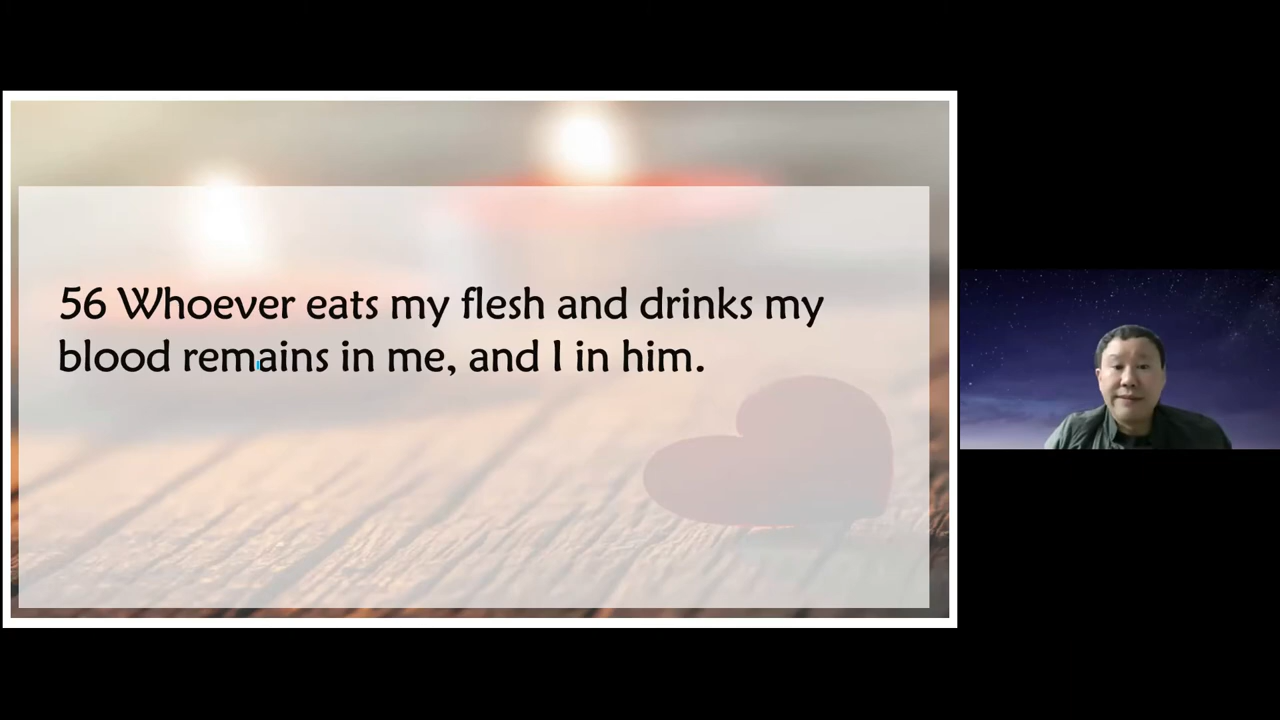 56 Whoever eats my flesh and drinks my
blood remains in me, and I in him.